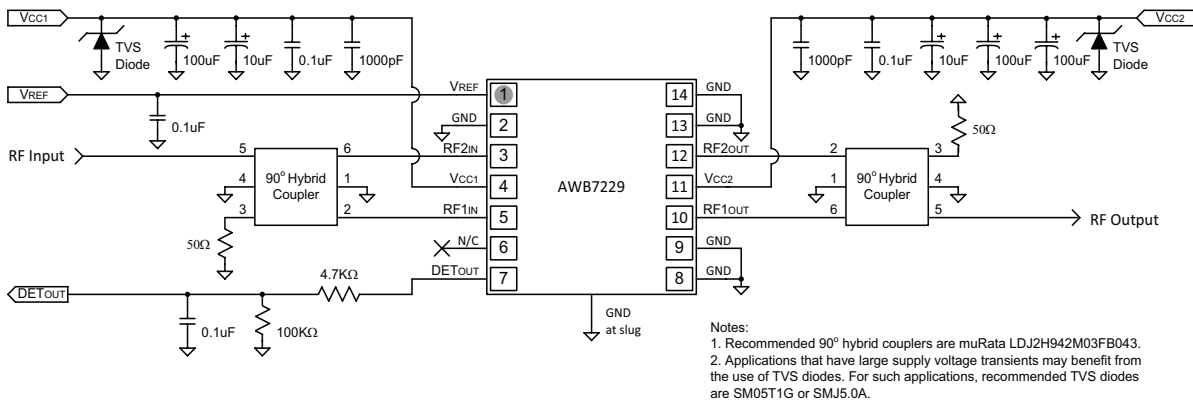 VCC1
TVS
Diode
100uF
10uF
0.1uF
1000pF
VCC2
1000pF
0.1uF
10uF
100uF
100uF
TVS
Diode
VREF
0.1uF
VREF
1
GND
2
RF2IN
3
VCC1
4
RF1IN
5
N/C
6
DETOUT
7
AWB7229
14
GND
13
GND
12
RF2OUT
11
VCC2
10
RF1OUT
9
GND
8
GND
GND
at slug
RF Input
5
6
4
1
3
2
90° Hybrid
Coupler
50Ω
2
3
1
4
6
5
90° Hybrid
Coupler
50Ω
RF Output
DETOUT
0.1uF
100KΩ
4.7KΩ
Notes:
1. Recommended 90° hybrid couplers are muRata LDJ2H942M03FB043.
2. Applications that have large supply voltage transients may benefit from
the use of TVS diodes. For such applications, recommended TVS diodes
are SM05T1G or SMJ5.0A.